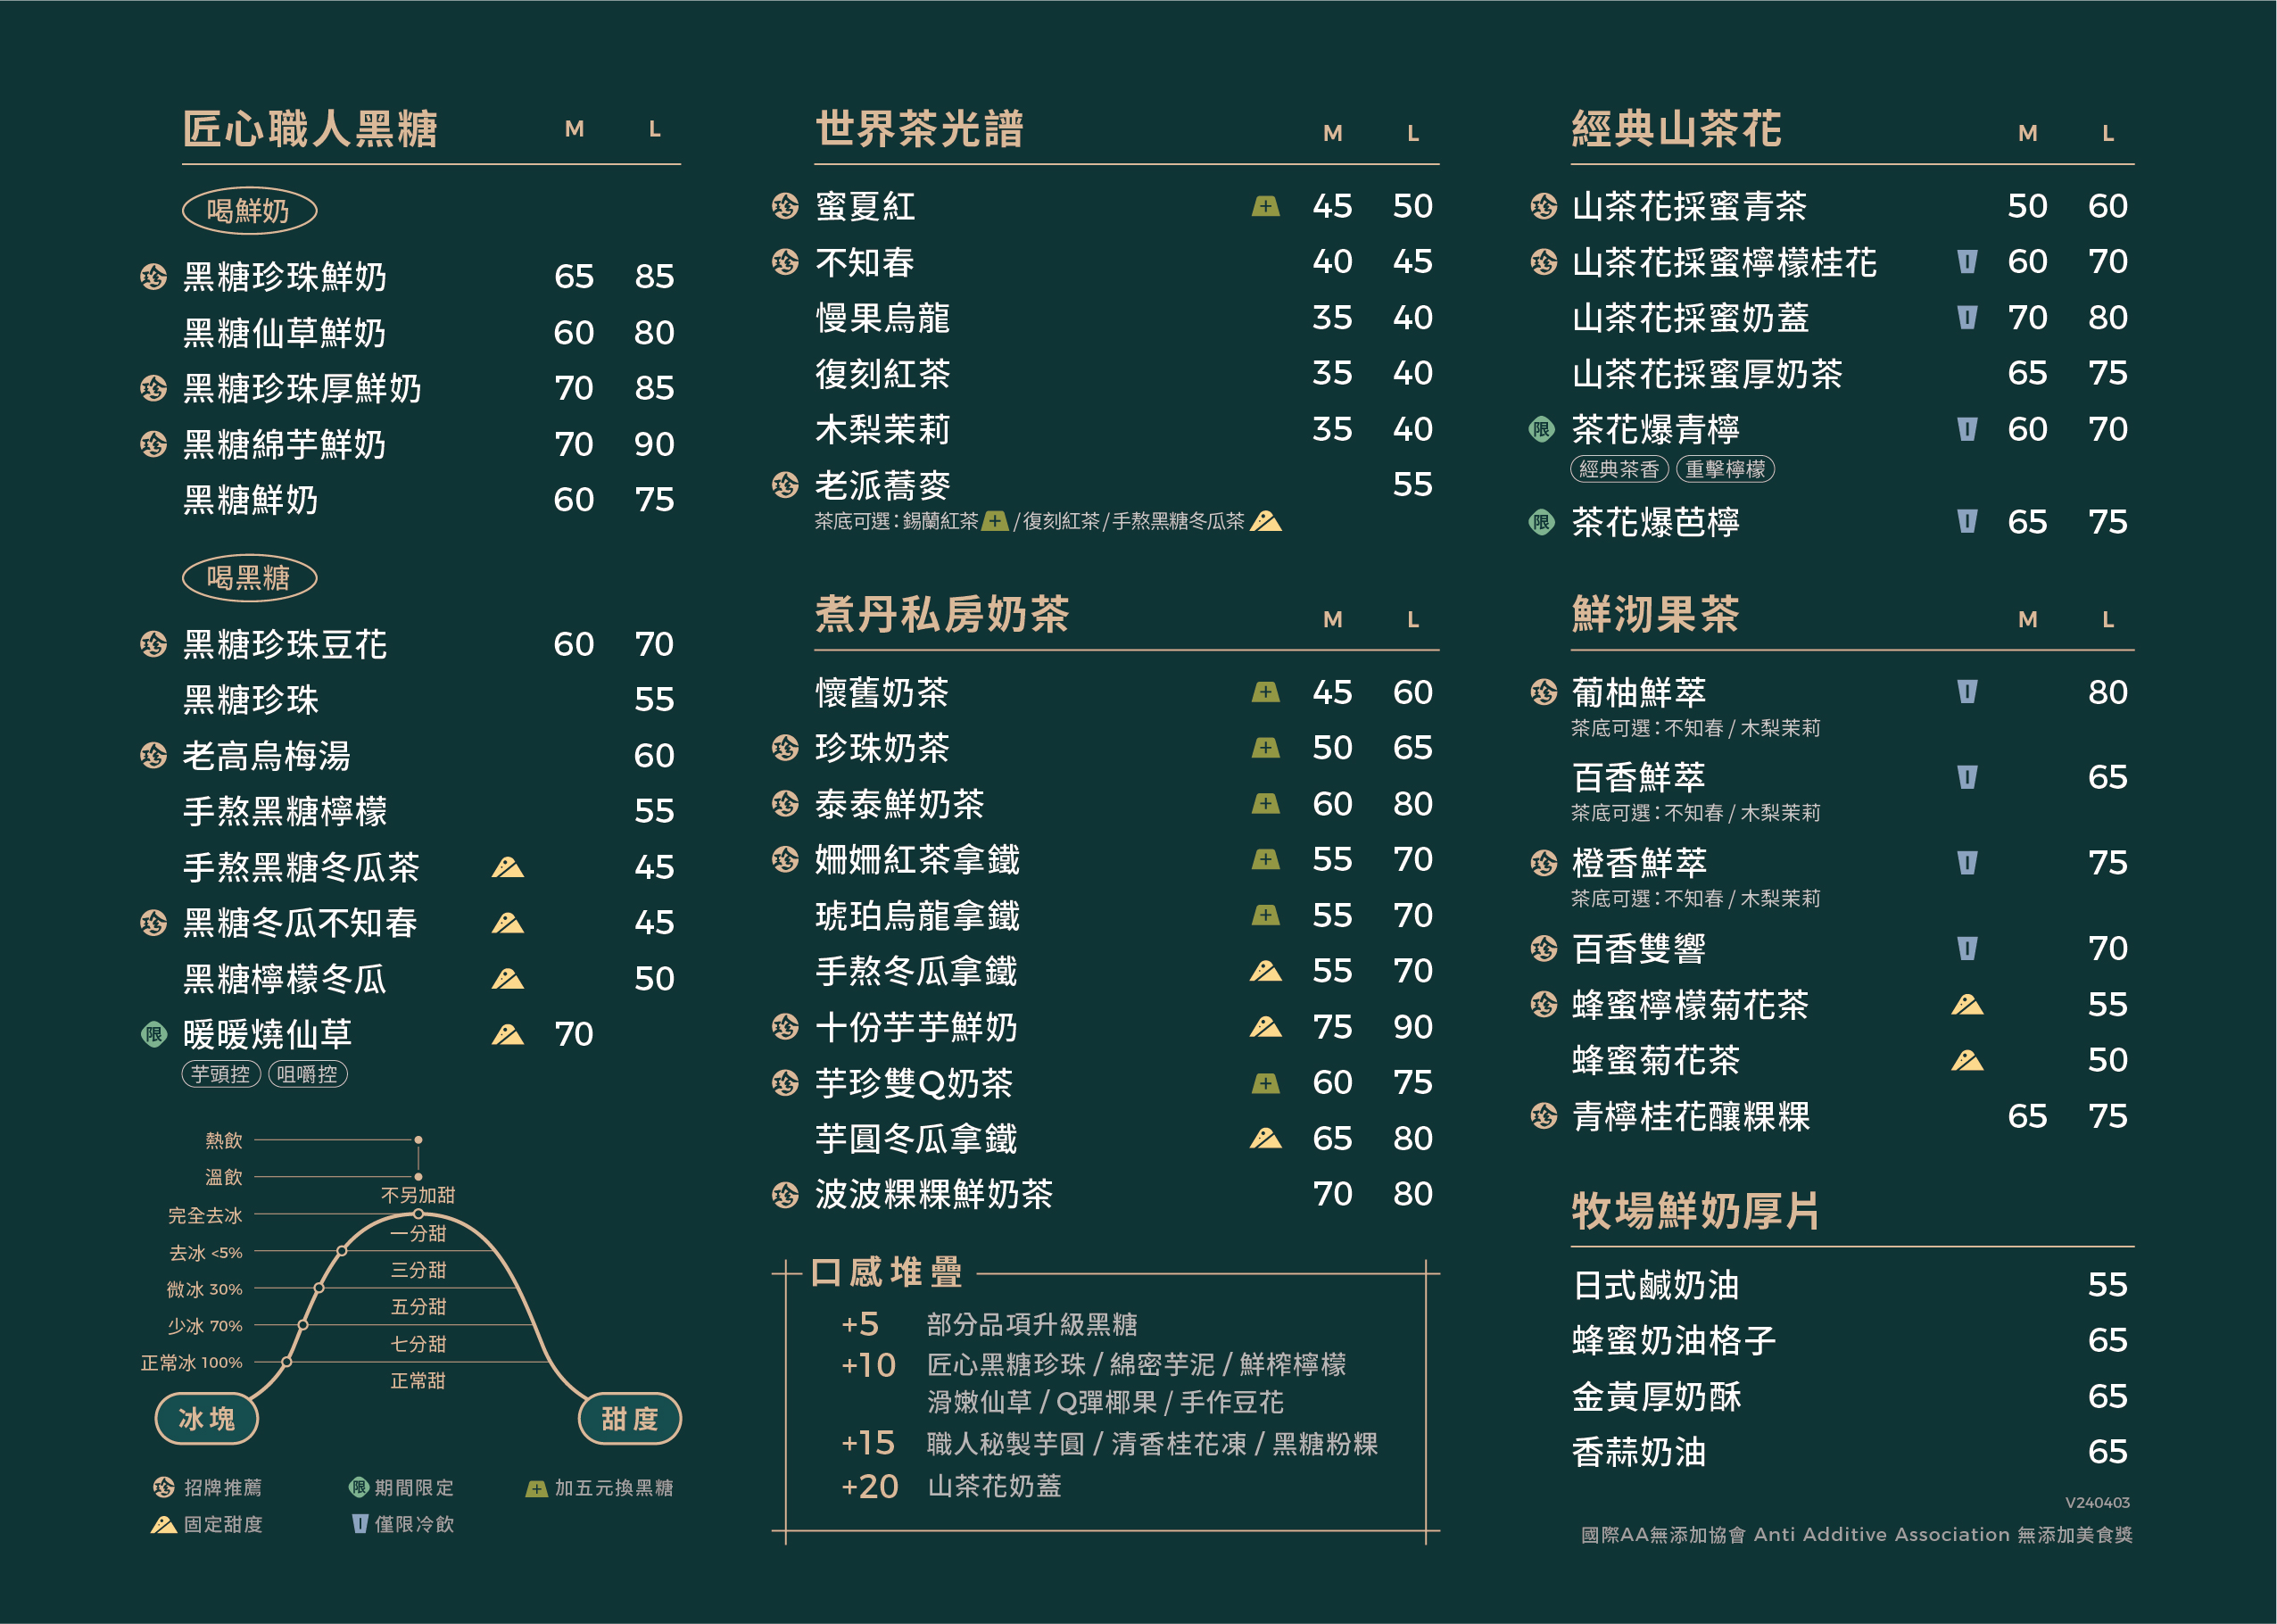 匠心職人黑糖 M L
喝鮮奶
珍 黑糖珍珠鮮奶 65 85
黑糖仙草鮮奶 60 80
珍 黑糖珍珠厚鮮奶 70 85
珍 黑糖綿芋鮮奶 70 90
黑糖鮮奶 60 75
喝黑糖
珍 黑糖珍珠豆花 60 70
黑糖珍珠 55
珍 老高烏梅湯 60
手熬黑糖檸檬 55
手熬黑糖冬瓜茶 45
珍 黑糖冬瓜不知春 45
黑糖檸檬冬瓜 50
限 暖暖燒仙草 70
芋頭控 咀嚼控
熱飲
溫飲
不另加甜
完全去冰
一分甜
去冰 <5%
三分甜
微冰 30%
五分甜
少冰 70%
七分甜
正常冰 100%
正常甜
冰塊 甜度
珍 招牌推薦 限 期間限定 + 加五元換黑糖
固定甜度 僅限冷飲
世界茶光譜 M L
珍 蜜夏紅 + 45 50
珍 不知春 40 45
慢果烏龍 35 40
復刻紅茶 35 40
木梨茉莉 35 40
珍 老派蕎麥 55
茶底可選：錫蘭紅茶 + /復刻紅茶/手熬黑糖冬瓜茶
煮丹私房奶茶 M L
懷舊奶茶 + 45 60
珍 珍珠奶茶 + 50 65
珍 泰泰鮮奶茶 + 60 80
珍 姍姍紅茶拿鐵 + 55 70
琥珀烏龍拿鐵 + 55 70
手熬冬瓜拿鐵 55 70
珍 十份芋芋鮮奶 75 90
珍 芋珍雙Q奶茶 + 60 75
芋圓冬瓜拿鐵 65 80
珍 波波粿粿鮮奶茶 70 80
口感堆疊
+5 部分品項升級黑糖
+10 匠心黑糖珍珠 / 綿密芋泥 / 鮮榨檸檬
滑嫩仙草 / Q彈椰果 / 手作豆花
+15 職人秘製芋圓 / 清香桂花凍 / 黑糖粉粿
+20 山茶花奶蓋
經典山茶花 M L
珍 山茶花採蜜青茶 50 60
珍 山茶花採蜜檸檬桂花 60 70
山茶花採蜜奶蓋 70 80
山茶花採蜜厚奶茶 65 75
限 茶花爆青檸 60 70
經典茶香 重擊檸檬
限 茶花爆芭檸 65 75
鮮沏果茶 M L
珍 葡柚鮮萃 80
茶底可選：不知春 / 木梨茉莉
百香鮮萃 65
茶底可選：不知春 / 木梨茉莉
珍 橙香鮮萃 75
茶底可選：不知春 / 木梨茉莉
珍 百香雙響 70
珍 蜂蜜檸檬菊花茶 55
蜂蜜菊花茶 50
珍 青檸桂花釀粿粿 65 75
牧場鮮奶厚片
日式鹹奶油 55
蜂蜜奶油格子 65
金黃厚奶酥 65
香蒜奶油 65
V240403
國際AA無添加協會 Anti Additive Association 無添加美食獎